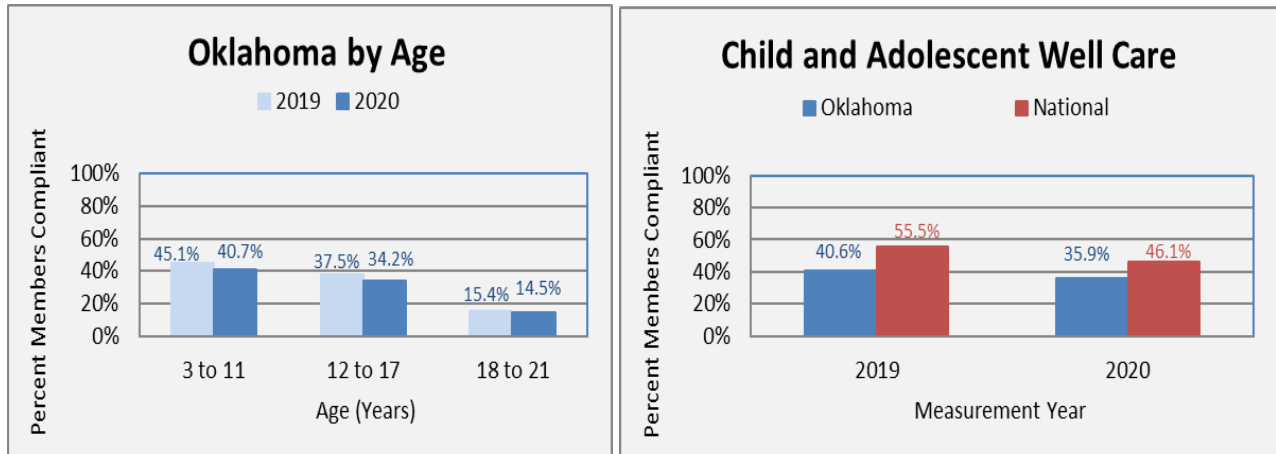 Oklahoma by Age
2019 2020
Percent Members Compliant
100%
80%
60%
40%
20%
0%
45.1% 40.7% 37.5% 34.2% 15.4% 14.5%
3 to 11 12 to 17 18 to 21
Age (Years)
Child and Adolescent Well Care
Oklahoma National
Percent Members Compliant
100%
80%
60%
40%
20%
0%
40.6% 55.5% 35.9% 46.1%
2019 2020
Measurement Year